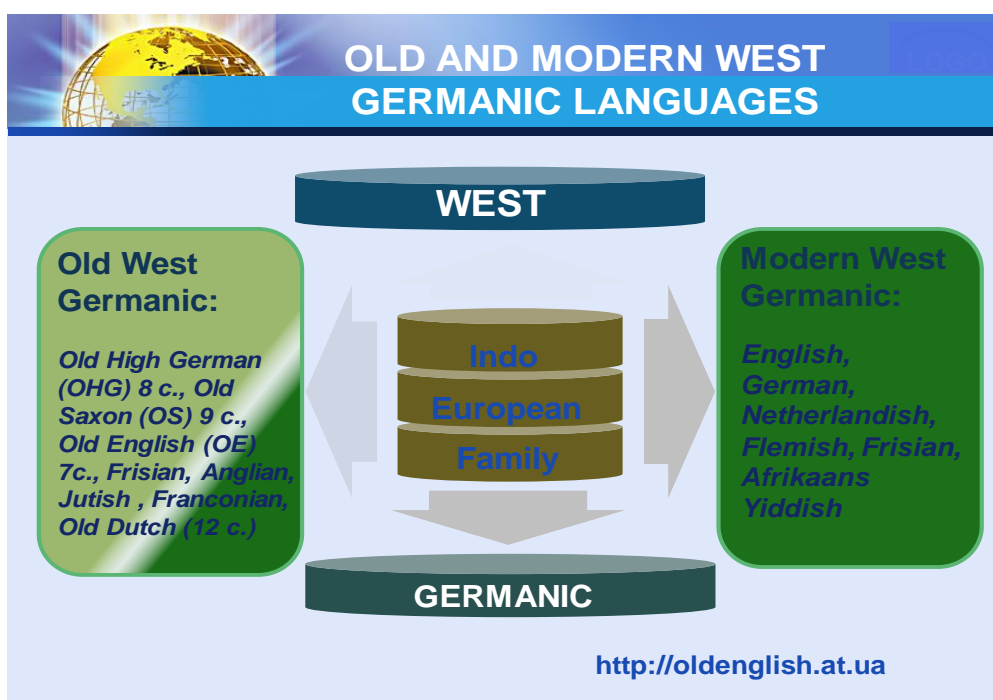 OLD AND MODERN WEST
GERMANIC LANGUAGES
LOGO
WEST
Old West
Germanic:
Old High German
(OHG) 8 c., Old
Saxon (OS) 9 c.,
Old English (OE)
7c., Frisian, Anglian,
Jutish , Franconian,
Old Dutch (12 c.)
Indo
European
Family
Modern West
Germanic:
English,
German,
Netherlandish,
Flemish, Frisian,
Afrikaans
Yiddish
GERMANIC
http://oldenglish.at.ua